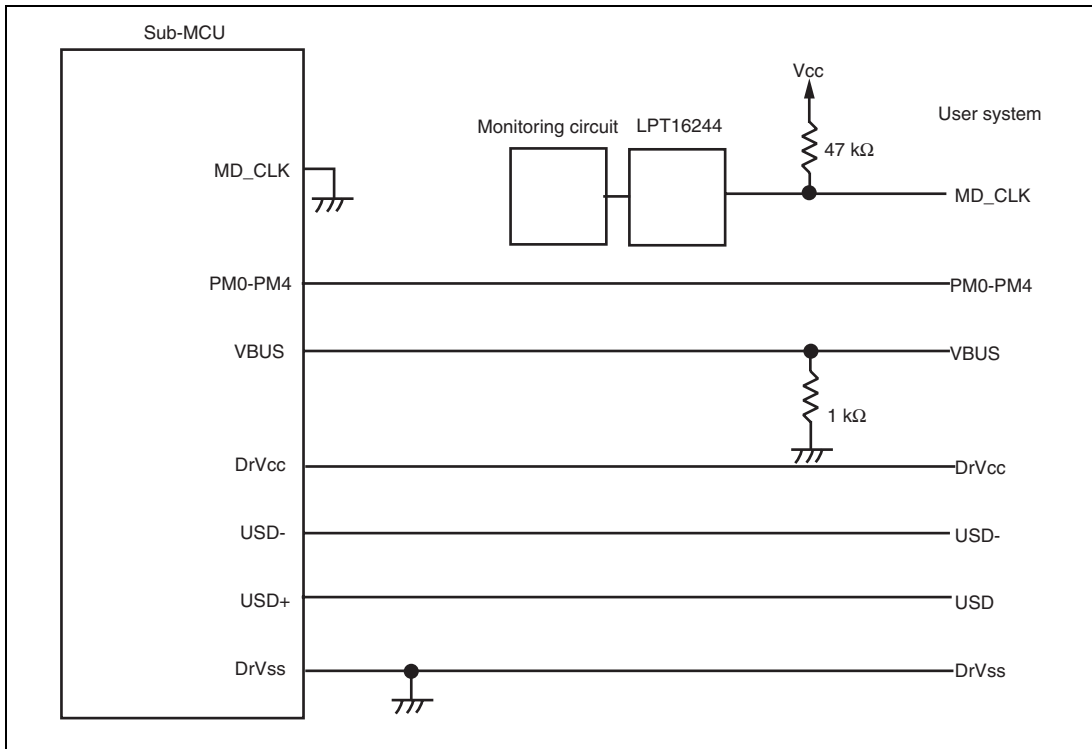 Sub-MCU
Vcc
User system
Monitoring circuit LPT16244
47 kΩ
MD_CLK
MD_CLK
PM0-PM4
PM0-PM4
VBUS
VBUS
1 kΩ
DrVcc
DrVcc
USD-
USD-
USD+
USD
DrVss
DrVss